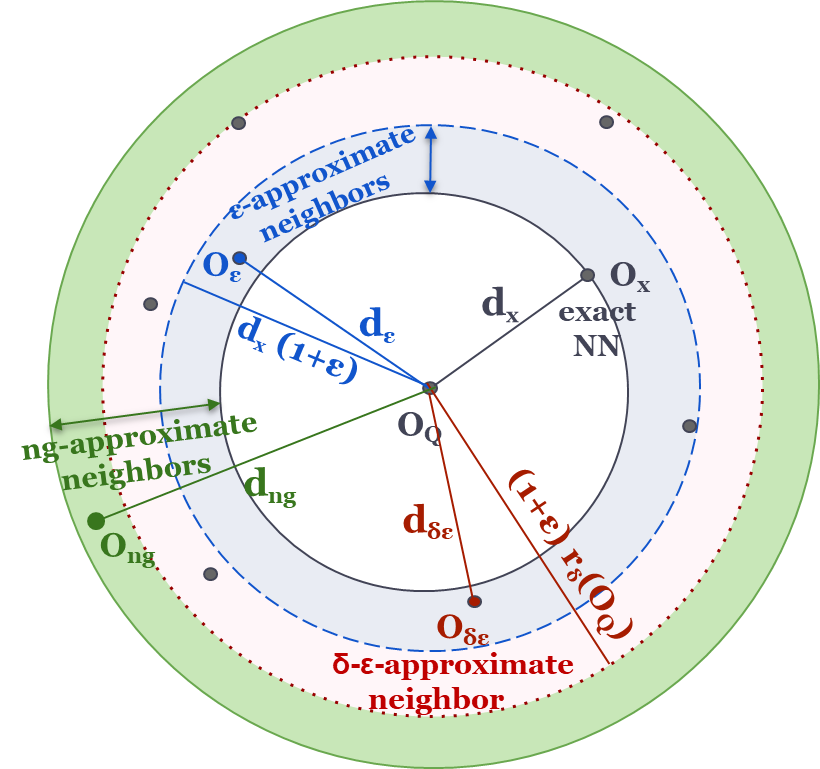 ε-approximate
neighbors
Oε
dε
dx (1+ε)
dx
Ox
exact
NN
OQ
ng-approximate
neighbors
dng
Ong
dδε
(1+ε) rδ(OQ)
Oδε
δ-ε-approximate
neighbor